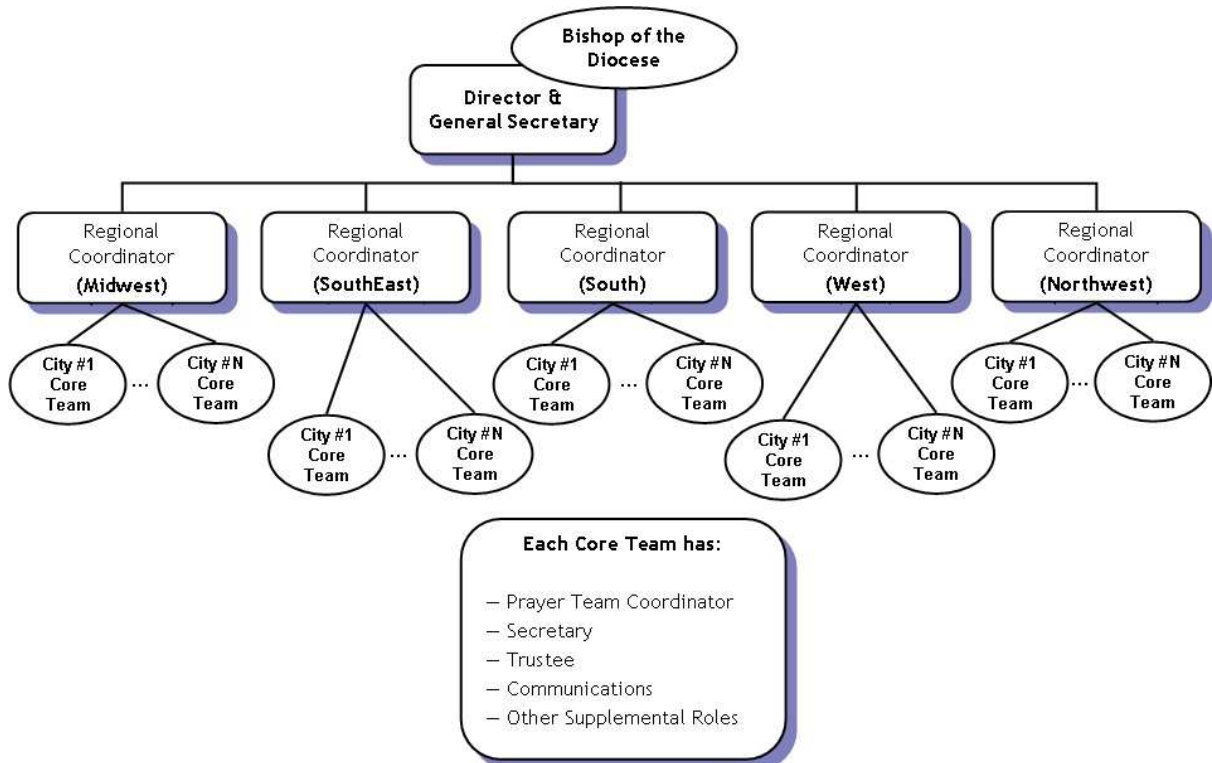 Bishop of the
Diocese
Director &
General Secretary
Regional
Coordinator
(Midwest)
Regional
Coordinator
(SouthEast)
Regional
Coordinator
(South)
Regional
Coordinator
(West)
Regional
Coordinator
(Northwest)
City #1
Core
Team
...
City #N
Core
Team
City #1
Core
Team
...
City #N
Core
Team
City #1
Core
Team
...
City #N
Core
Team
City #1
Core
Team
...
City #N
Core
Team
City #1
Core
Team
...
City #N
Core
Team
Each Core Team has:
– Prayer Team Coordinator
– Secretary
– Trustee
– Communications
– Other Supplemental Roles